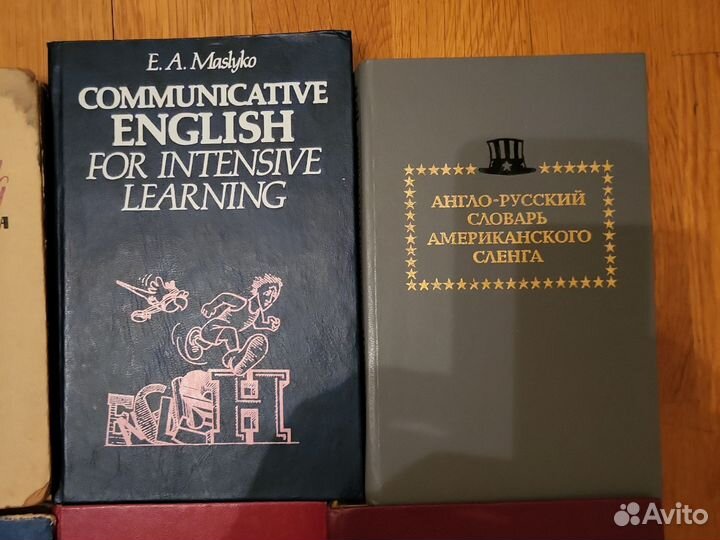 E. A. Maslyko
COMMUNICATIVE
ENGLISH
FOR INTENSIVE
LEARNING
ENGLISH
АНГЛО-РУССКИЙ
СЛОВАРЬ
АМЕРИКАНСКОГО
СЛЕНГА
Avito